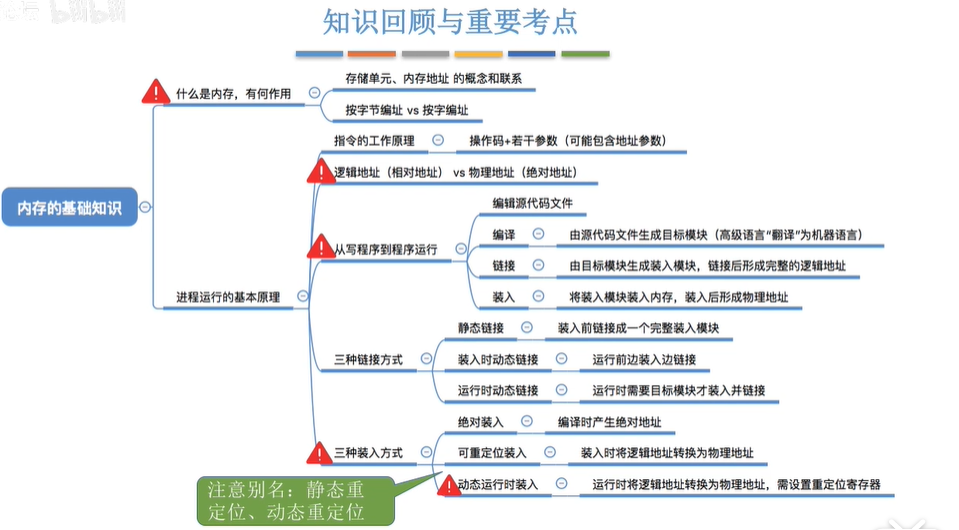 知识回顾与重要考点
什么是内存，有何作用
存储单元、内存地址 的概念和联系
按字节编址 vs 按字编址
内存的基础知识
进程运行的基本原理
指令的工作原理
操作码+若干参数（可能包含地址参数）
逻辑地址（相对地址） vs 物理地址（绝对地址）
从写程序到程序运行
编辑源代码文件
编译
由源代码文件生成目标模块（高级语言“翻译”为机器语言）
链接
由目标模块生成装入模块，链接后形成完整的逻辑地址
装入
将装入模块装入内存，装入后形成物理地址
三种链接方式
静态链接
装入前链接成一个完整装入模块
装入时动态链接
运行前边装入边链接
运行时动态链接
运行时需要目标模块才装入并链接
三种装入方式
绝对装入
编译时产生绝对地址
可重定位装入
装入时将逻辑地址转换为物理地址
动态运行时装入
运行时将逻辑地址转换为物理地址，需设置重定位寄存器
注意别名：静态重
定位、动态重定位